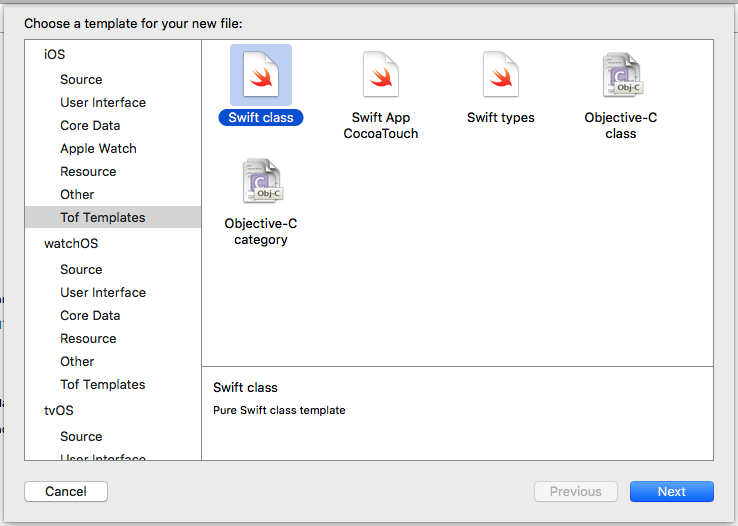 Choose a template for your new file:
iOS
Source
User Interface
Core Data
Apple Watch
Resource
Other
Tof Templates
watchOS
Source
User Interface
Core Data
Resource
Other
Tof Templates
tvOS
Source
User Interface
Swift class
Swift App
CocoaTouch
Swift types
Obj-C
Objective-C
class
Obj-C
Objective-C
category
Swift class
Pure Swift class template
Cancel
Previous
Next